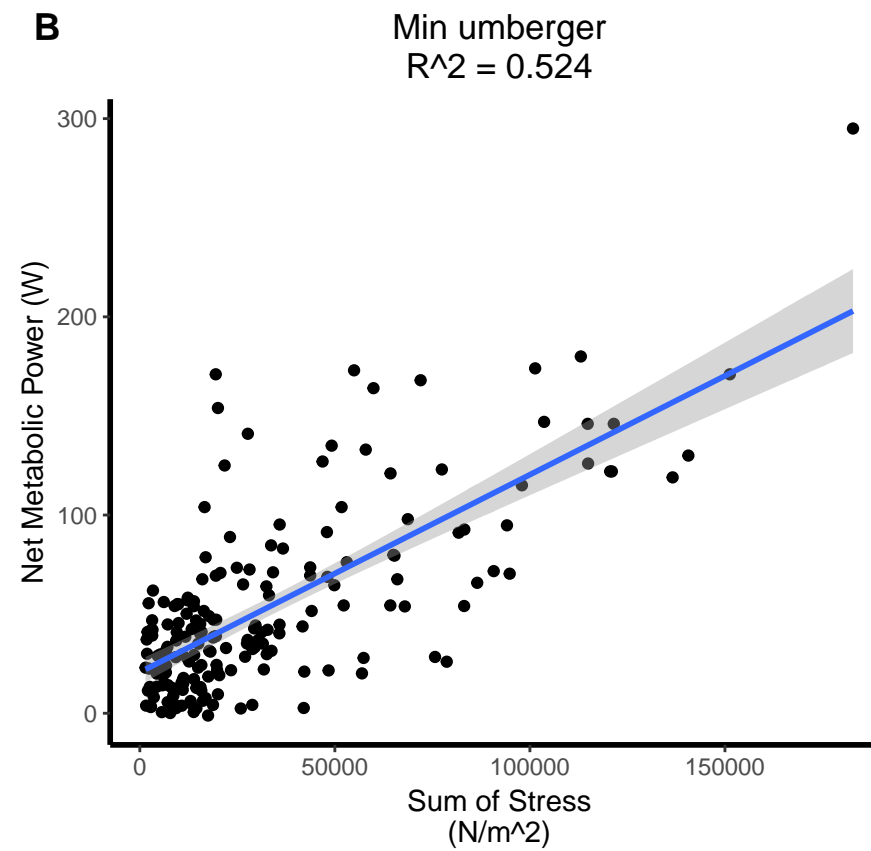 B
Min umberger
R^2 = 0.524
300
200
100
0
Net Metabolic Power (W)
0 50000 100000 150000
Sum of Stress
(N/m^2)